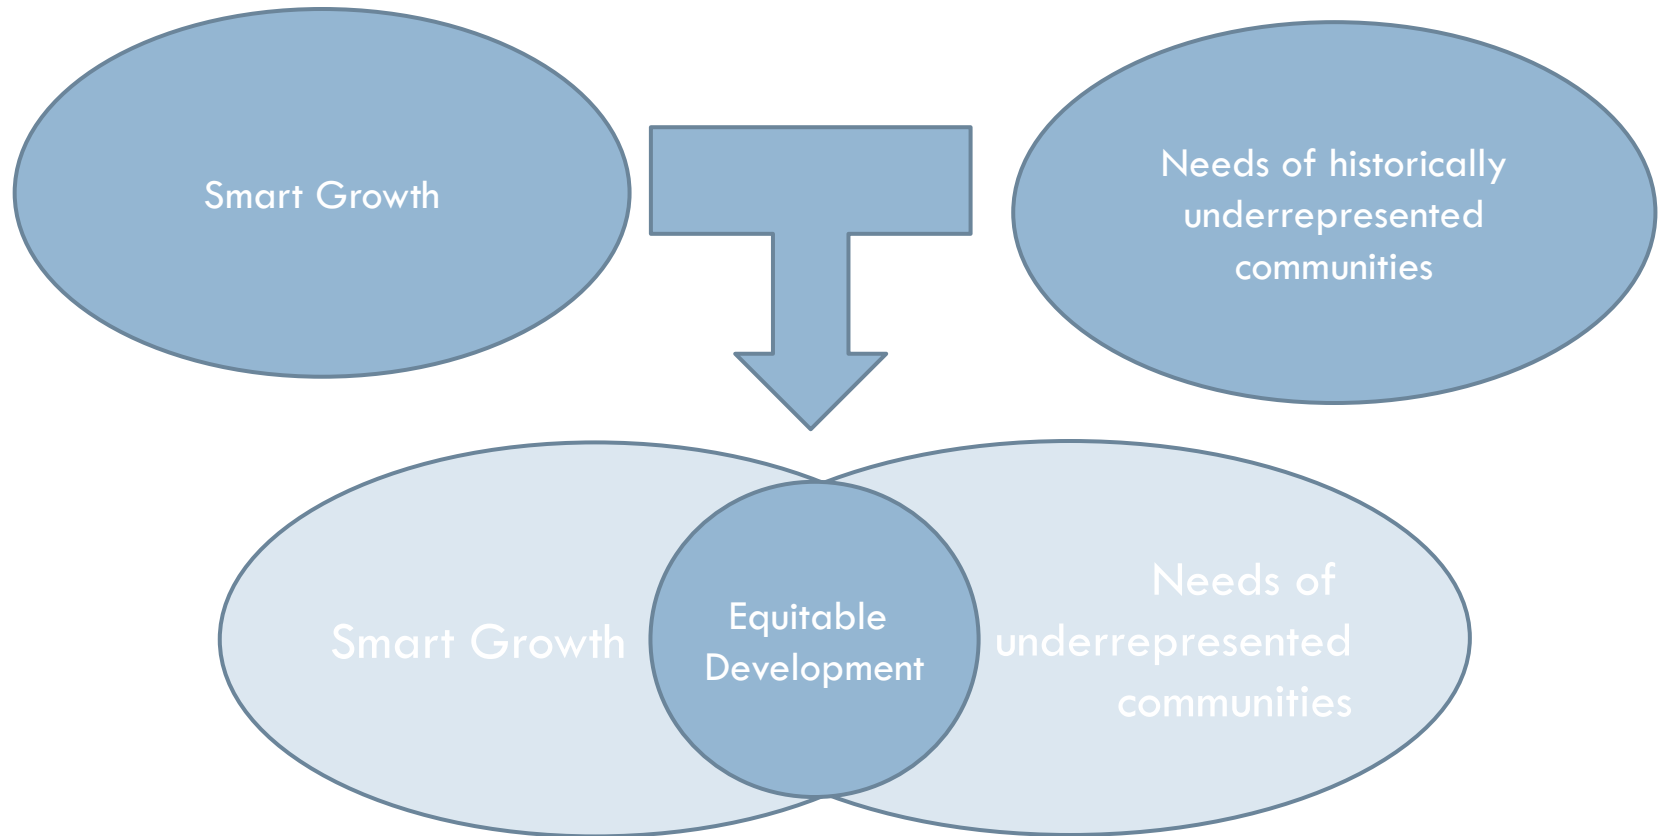 Smart Growth
Needs of historically
underrepresented
communities
Smart Growth
Equitable
Development
Needs of
underrepresented
communities